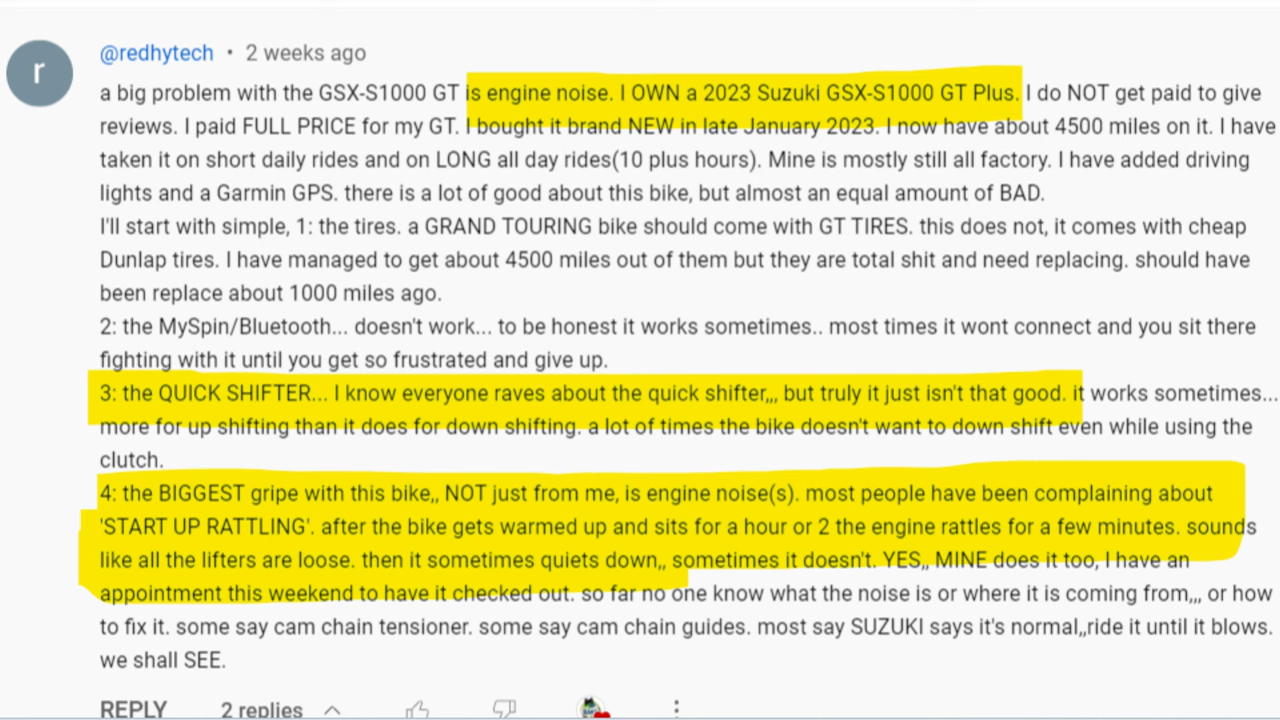 r
@redhytech • 2 weeks ago
a big problem with the GSX-S1000 GT is engine noise. I OWN a 2023 Suzuki GSX-S1000 GT Plus. I do NOT get paid to give
reviews. I paid FULL PRICE for my GT. I bought it brand NEW in late January 2023. I now have about 4500 miles on it. I have
taken it on short daily rides and on LONG all day rides(10 plus hours). Mine is mostly still all factory. I have added driving
lights and a Garmin GPS. there is a lot of good about this bike, but almost an equal amount of BAD.
I'll start with simple, 1: the tires. a GRAND TOURING bike should come with GT TIRES. this does not, it comes with cheap
Dunlap tires. I have managed to get about 4500 miles out of them but they are total shit and need replacing. should have
been replace about 1000 miles ago.
2: the MySpin/Bluetooth... doesn't work... to be honest it works sometimes.. most times it wont connect and you sit there
fighting with it until you get so frustrated and give up.
3: the QUICK SHIFTER... I know everyone raves about the quick shifter,,, but truly it just isn't that good. it works sometimes...
more for up shifting than it does for down shifting. a lot of times the bike doesn't want to down shift even while using the
clutch.
4: the BIGGEST gripe with this bike,, NOT just from me, is engine noise(s). most people have been complaining about
'START UP RATTLING'. after the bike gets warmed up and sits for a hour or 2 the engine rattles for a few minutes. sounds
like all the lifters are loose. then it sometimes quiets down,, sometimes it doesn't. YES,, MINE does it too, I have an
appointment this weekend to have it checked out. so far no one know what the noise is or where it is coming from,,, or how
to fix it. some say cam chain tensioner. some say cam chain guides. most say SUZUKI says it's normal,,ride it until it blows.
we shall SEE.
REPLY 2 replies